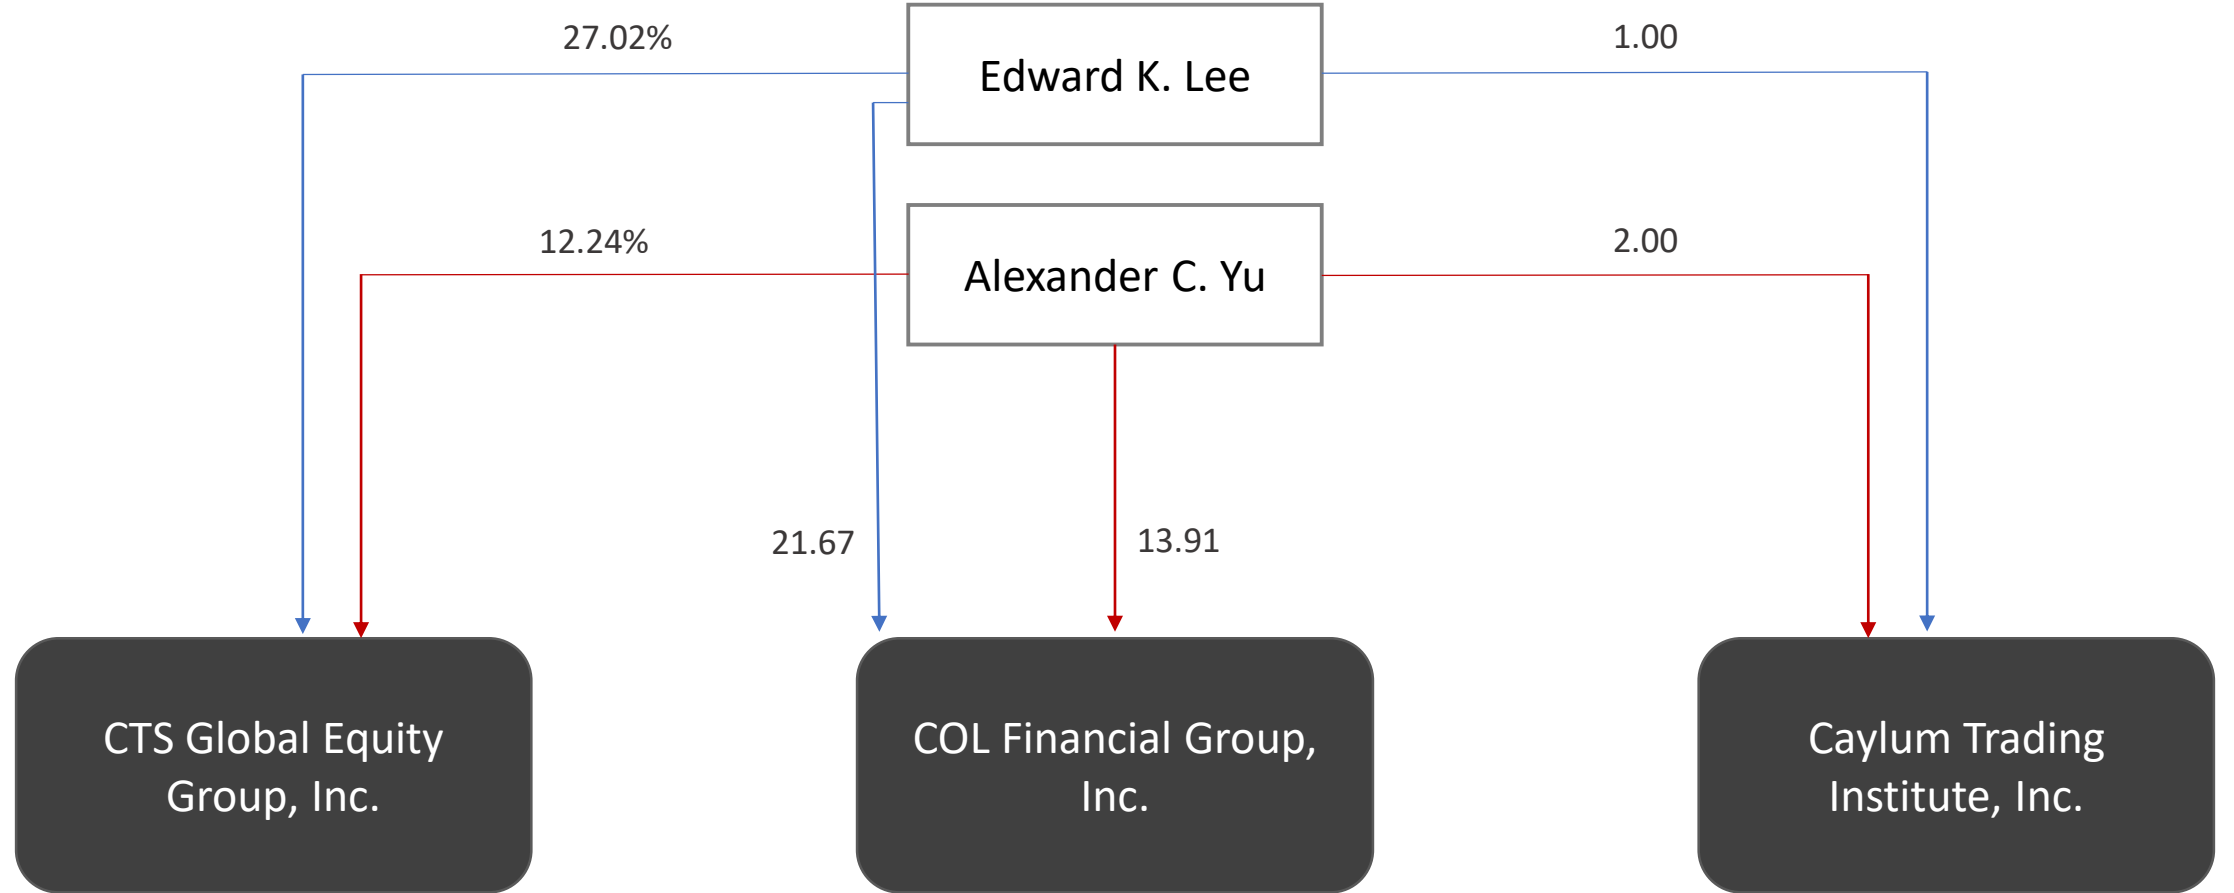 27.02%
1.00
Edward K. Lee
12.24%
2.00
Alexander C. Yu
21.67
13.91
CTS Global Equity
Group, Inc.
COL Financial Group,
Inc.
Caylum Trading
Institute, Inc.